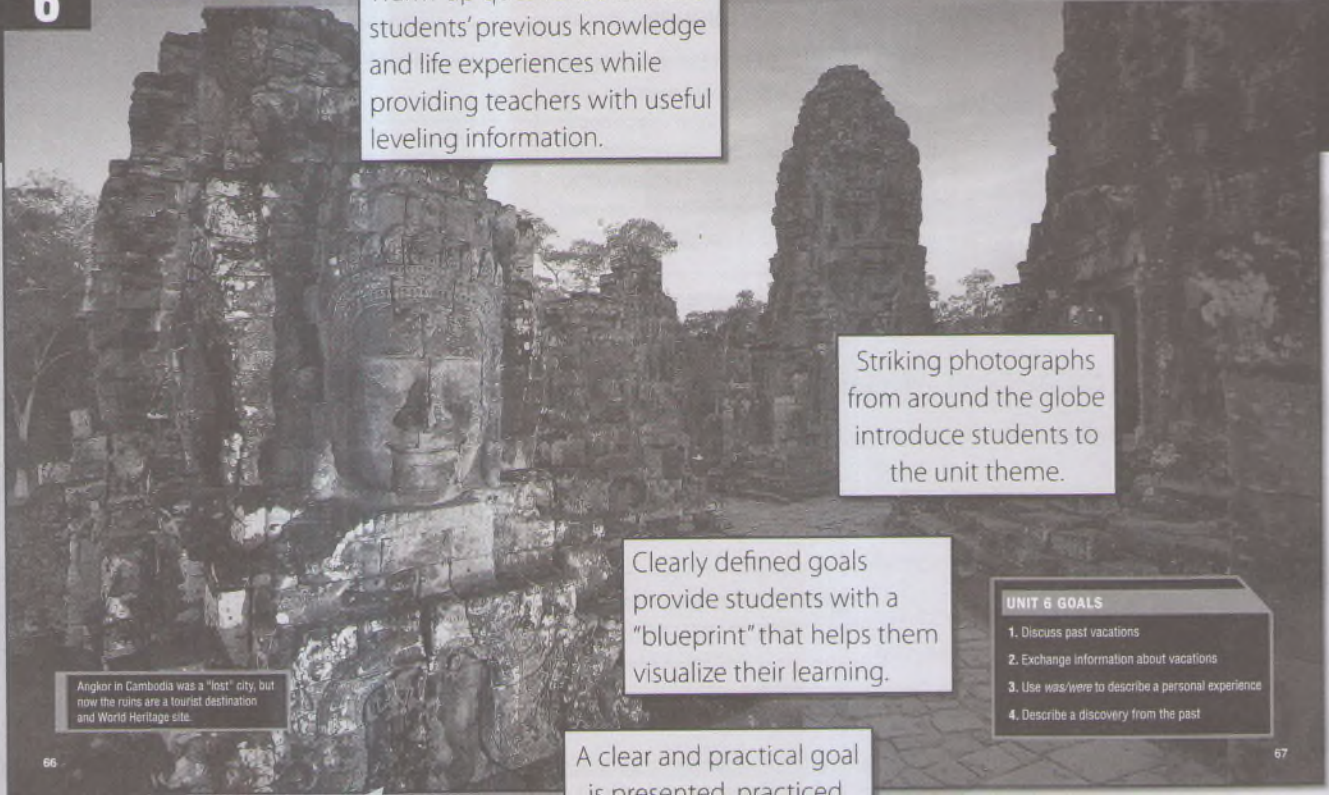 6
students' previous knowledge
and life experiences while
providing teachers with useful
leveling information.
Striking photographs
from around the globe
introduce students to
the unit theme.
Clearly defined goals
provide students with a
"blueprint" that helps them
visualize their learning.
UNIT 6 GOALS
1. Discuss past vacations
2. Exchange information about vacations
3. Use was/were to describe a personal experience
4. Describe a discovery from the past
Angkor in Cambodia was a "lost" city, but
now the ruins are a tourist destination
and World Heritage site.
66
67
A clear and practical goal
is presented, practiced,